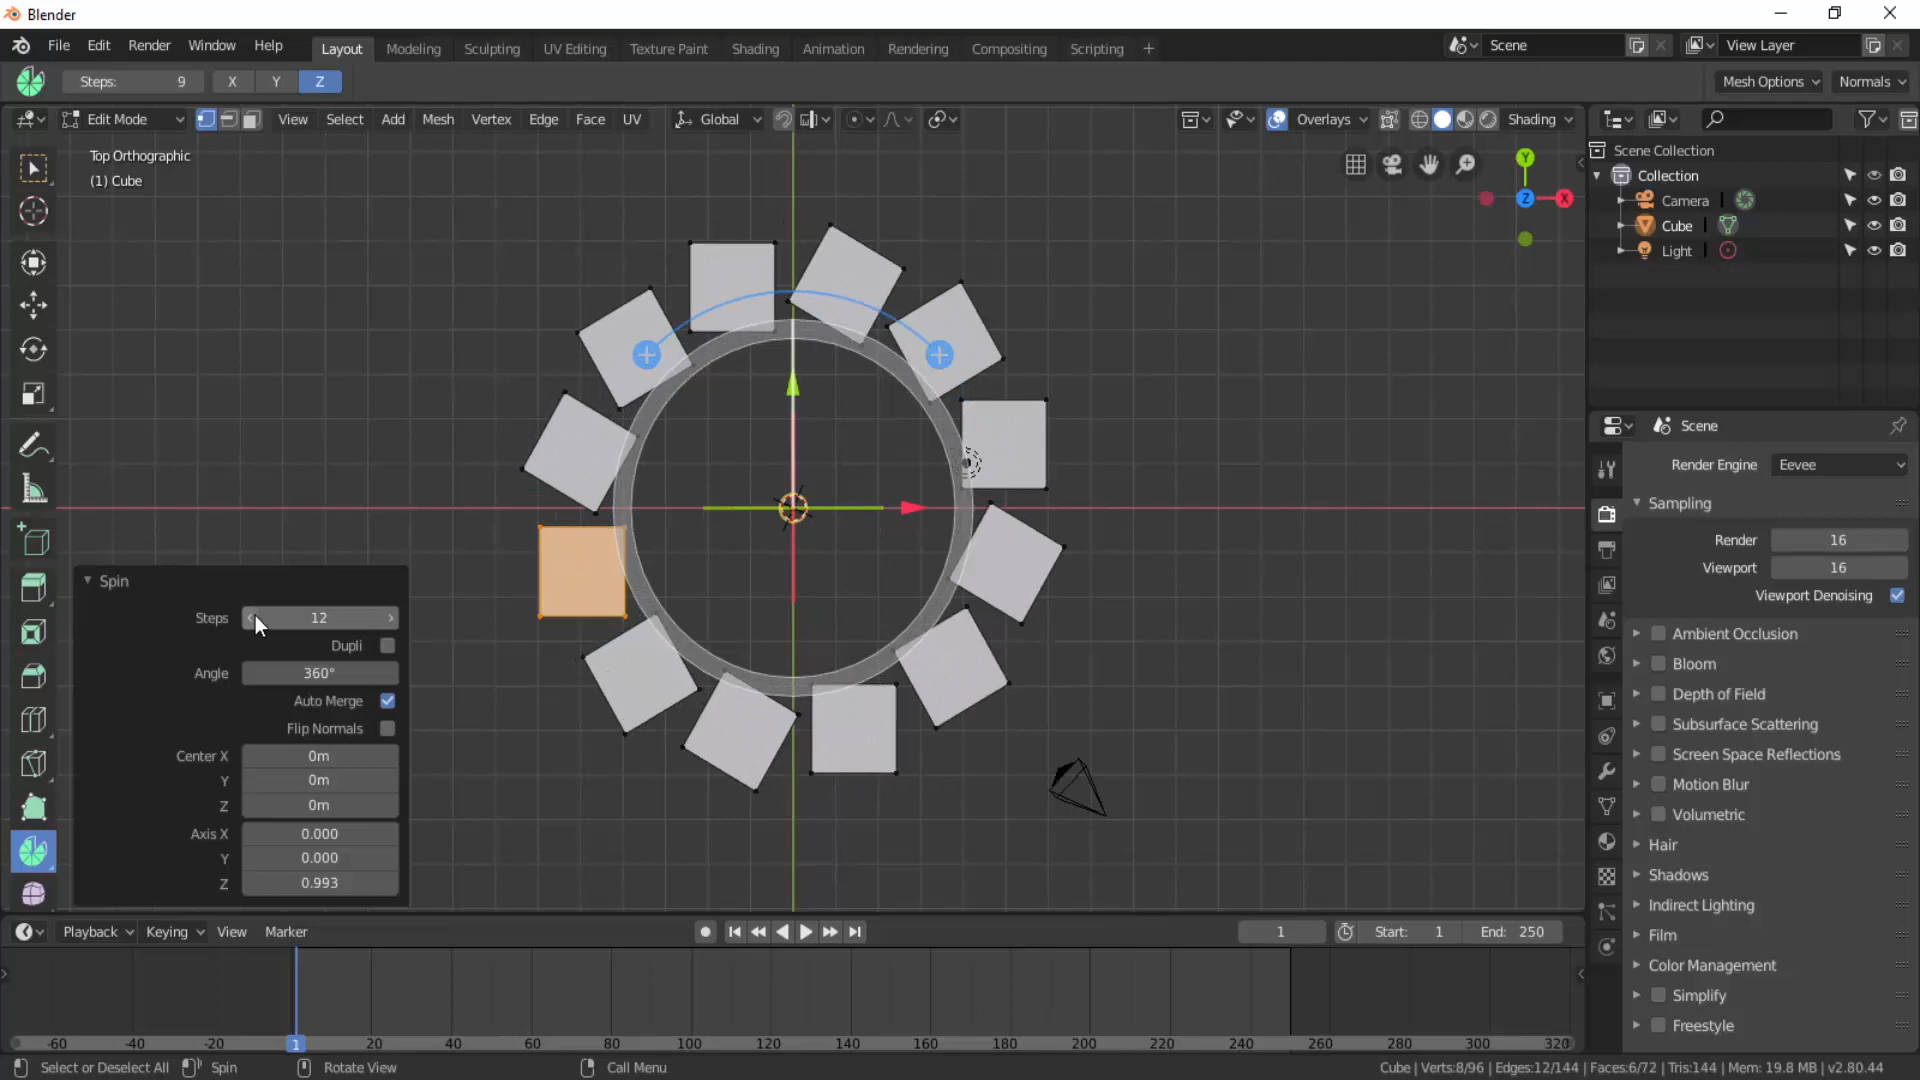 Blender
File Edit Render Window Help
Layout Modeling Sculpting UV Editing Texture Paint Shading Animation Rendering Compositing Scripting +
Scene
View Layer
Steps: 9 X Y Z
Mesh Options Normals
Edit Mode View Select Add Mesh Vertex Edge Face UV Global Overlays Shading
Top Orthographic
(1) Cube
Y
Z
X
Scene Collection
Collection
Camera
Cube
Light
Scene
Render Engine Eevee
Sampling
Render 16
Viewport 16
Viewport Denoising
Ambient Occlusion
Bloom
Depth of Field
Subsurface Scattering
Screen Space Reflections
Motion Blur
Volumetric
Hair
Shadows
Indirect Lighting
Film
Color Management
Simplify
Freestyle
Spin
Steps 12
Dupli
Angle 360°
Auto Merge
Flip Normals
Center X 0m
Y 0m
Z 0m
Axis X 0.000
Y 0.000
Z 0.993
Playback Keying View Marker
1 Start: 1 End: 250
-60 -40 -20 1 20 40 60 80 100 120 140 160 180 200 220 240 260 280 300 320
Select or Deselect All Spin Rotate View Call Menu
Cube | Verts:8/96 | Edges:12/144 | Faces:6/72 | Tris:144 | Mem: 19.8 MB | v2.80.44